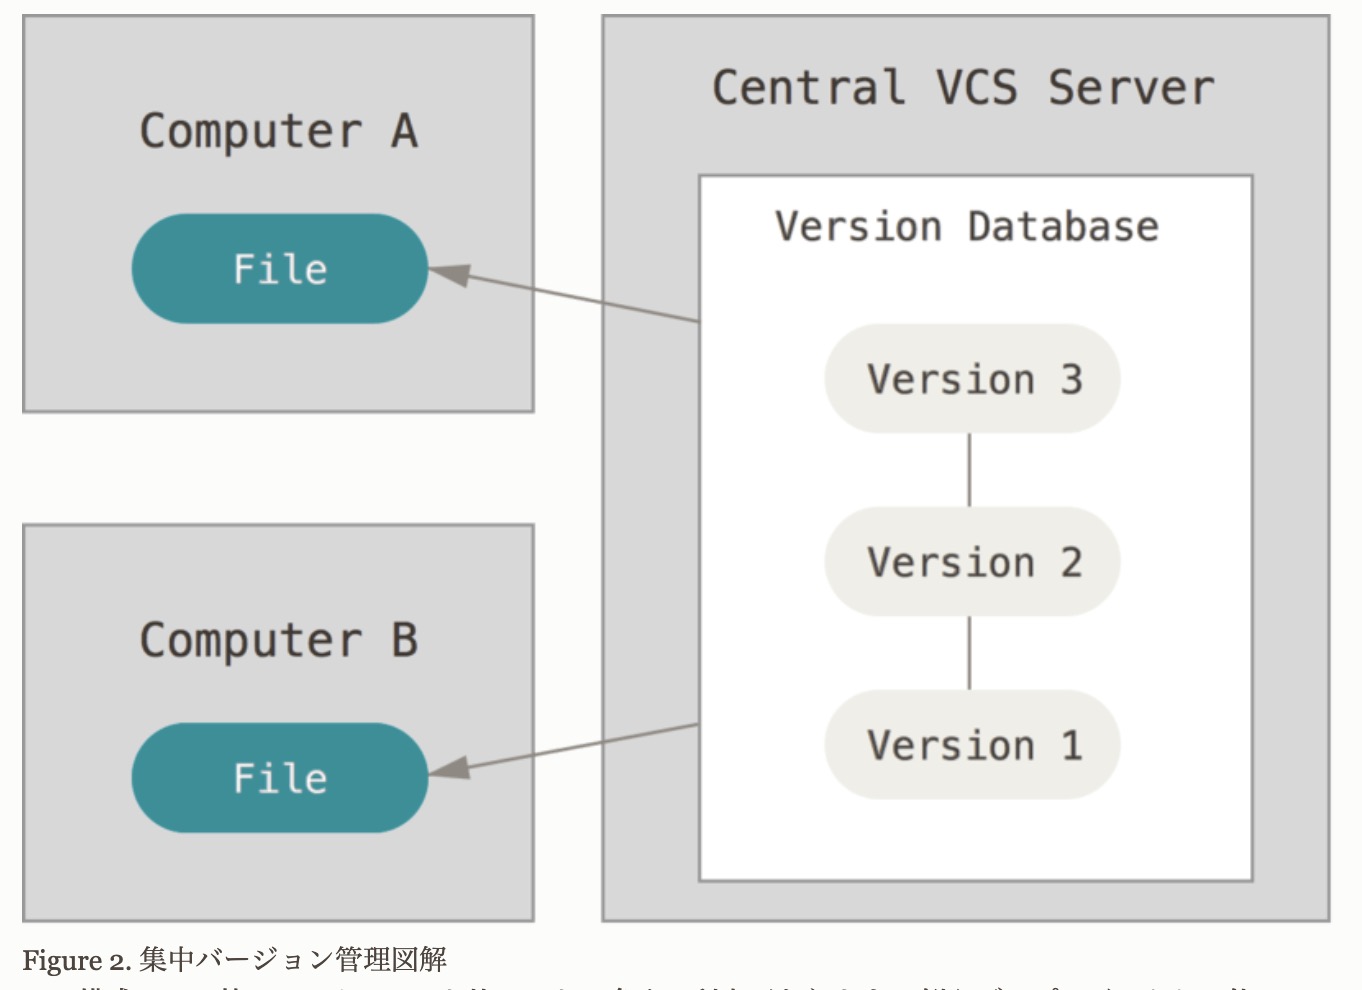 Computer A
File
Central VCS Server
Version Database
Version 3
Version 2
Version 1
Computer B
File
Figure 2. 集中バージョン管理図解